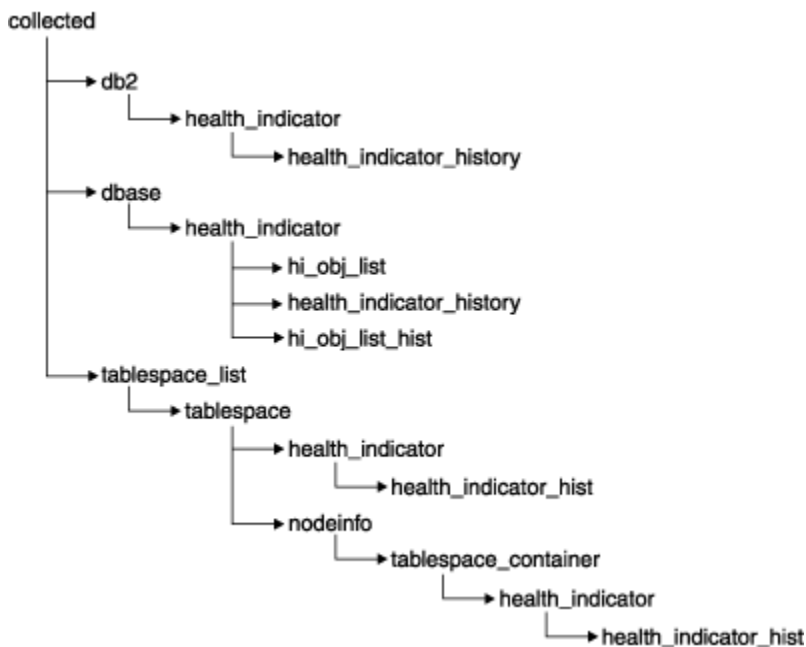 collected
db2
health_indicator
health_indicator_history
dbase
health_indicator
hi_obj_list
health_indicator_history
hi_obj_list_hist
tablespace_list
tablespace
health_indicator
health_indicator_hist
nodeinfo
tablespace_container
health_indicator
health_indicator_hist